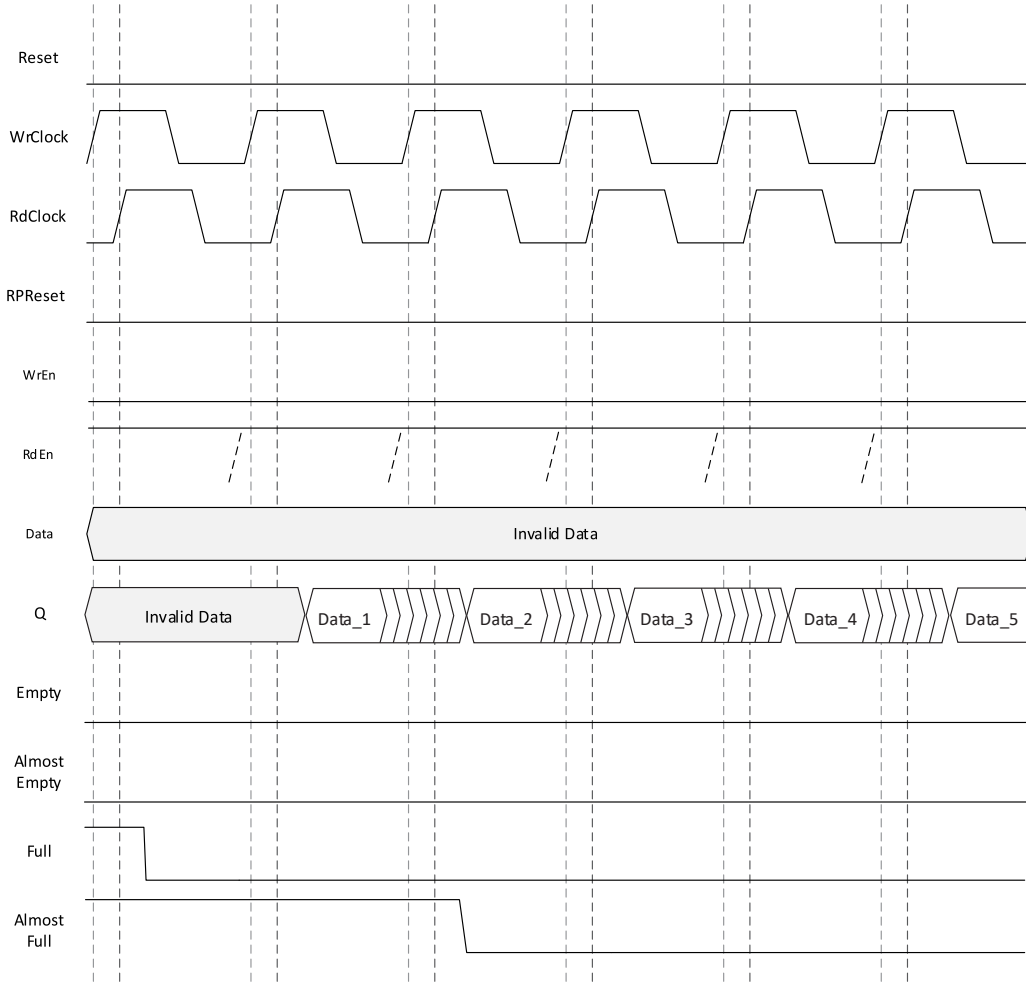 Reset
WrClock
RdClock
RPReset
WrEn
RdEn
Data
Invalid Data
Q
Invalid Data
Data_1
Data_2
Data_3
Data_4
Data_5
Empty
Almost
Empty
Full
Almost
Full